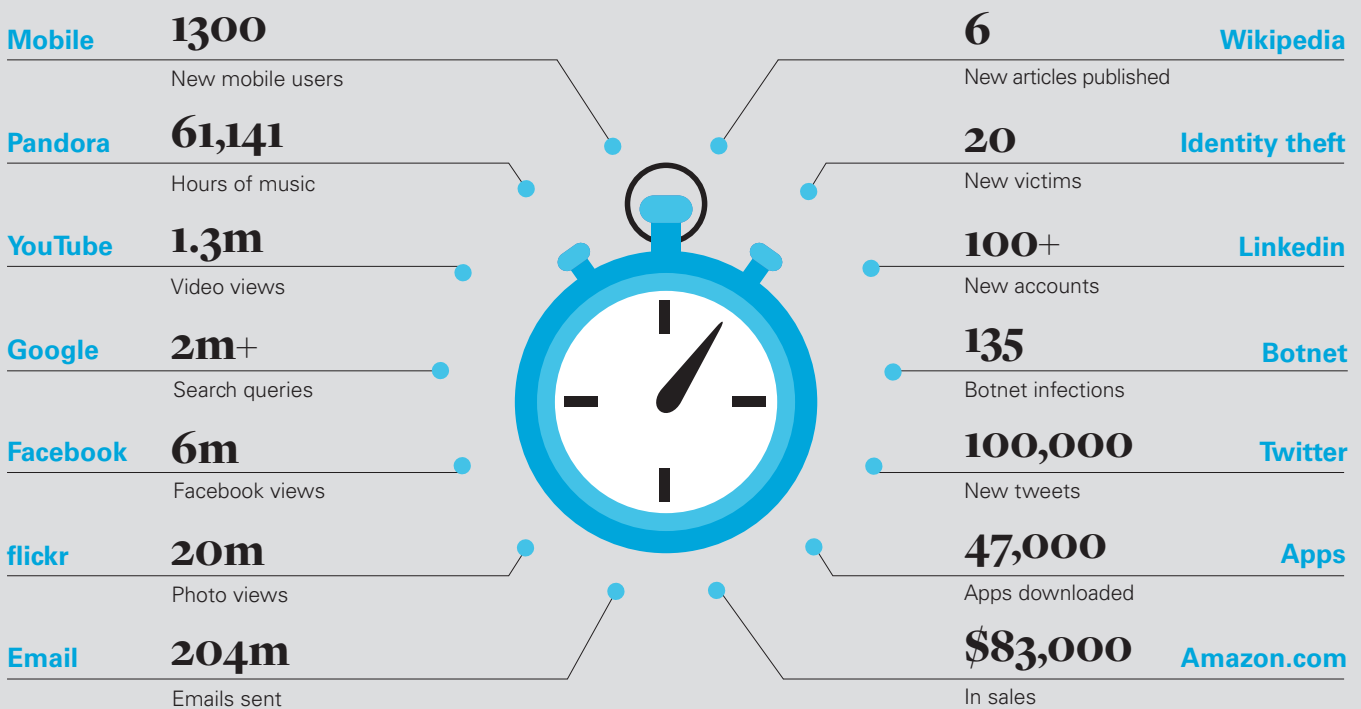 Mobile 1300
New mobile users
Pandora 61,141
Hours of music
YouTube 1.3m
Video views
Google 2m+
Search queries
Facebook 6m
Facebook views
flickr 20m
Photo views
Email 204m
Emails sent
6 Wikipedia
New articles published
20 Identity theft
New victims
100+ Linkedin
New accounts
135 Botnet
Botnet infections
100,000 Twitter
New tweets
47,000 Apps
Apps downloaded
$83,000 Amazon.com
In sales